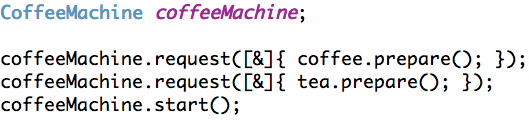 CoffeeMachine coffeeMachine;
coffeeMachine.request([&]{ coffee.prepare(); });
coffeeMachine.request([&]{ tea.prepare(); });
coffeeMachine.start();